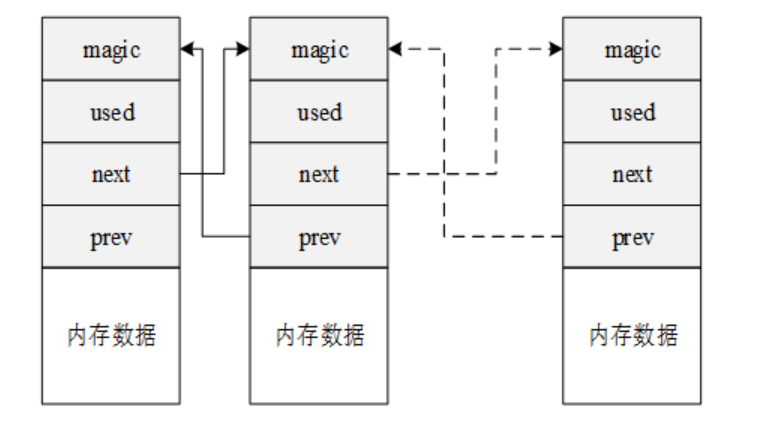 magic magic magic
used used used
next next next
prev prev prev
内存数据 内存数据 内存数据